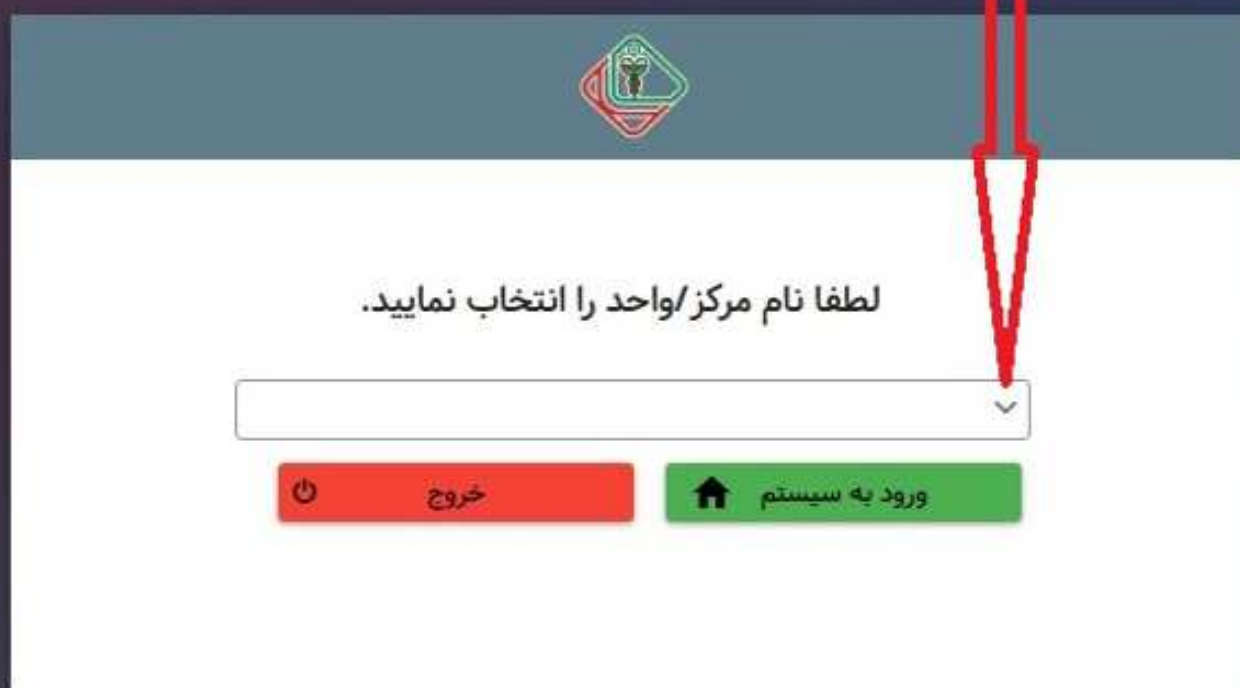 لطفا نام مرکز/واحد را انتخاب نمایید.
ورود به سیستم
خروج